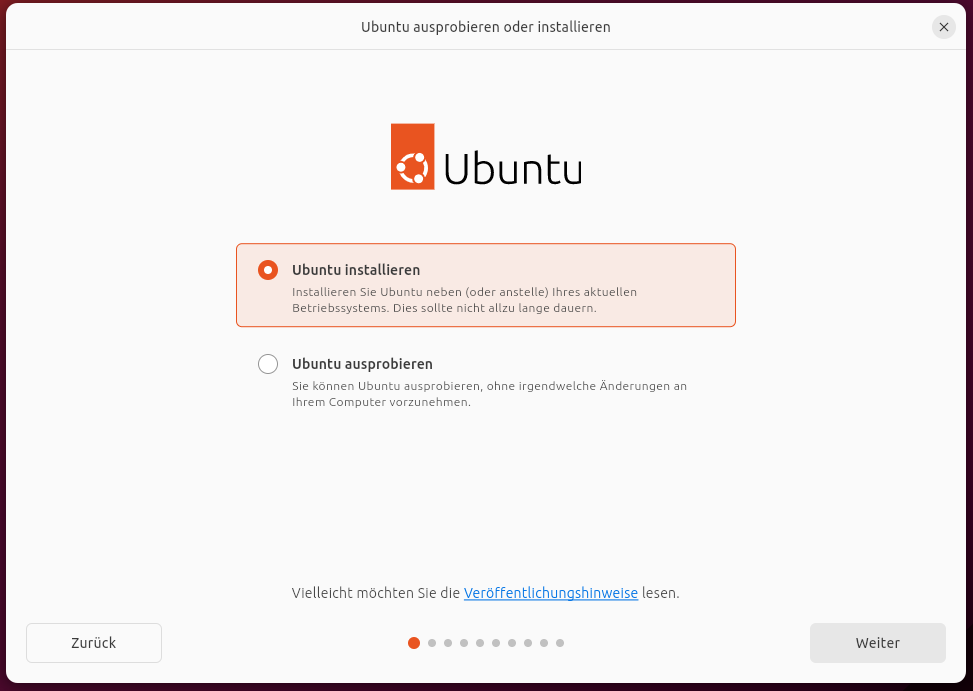 Ubuntu ausprobieren oder installieren
Ubuntu
Ubuntu installieren
Installieren Sie Ubuntu neben (oder anstelle) Ihres aktuellen
Betriebssystems. Dies sollte nicht allzu lange dauern.
Ubuntu ausprobieren
Sie können Ubuntu ausprobieren, ohne irgendwelche Änderungen an
Ihrem Computer vorzunehmen.
Vielleicht möchten Sie die Veröffentlichungshinweise lesen.
Zurück
Weiter